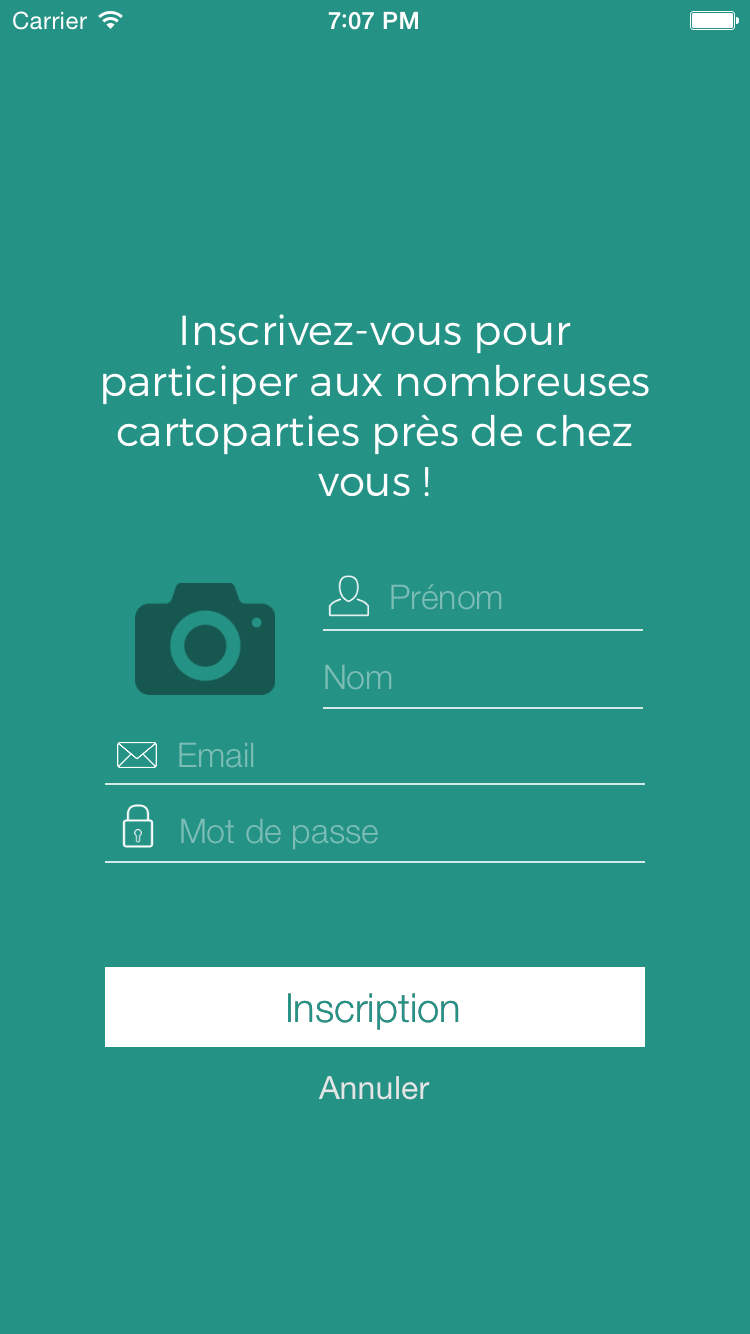 Carrier 7:07 PM
Inscrivez-vous pour
participer aux nombreuses
cartoparties près de chez
vous !
Prénom
Nom
Email
Mot de passe
Inscription
Annuler